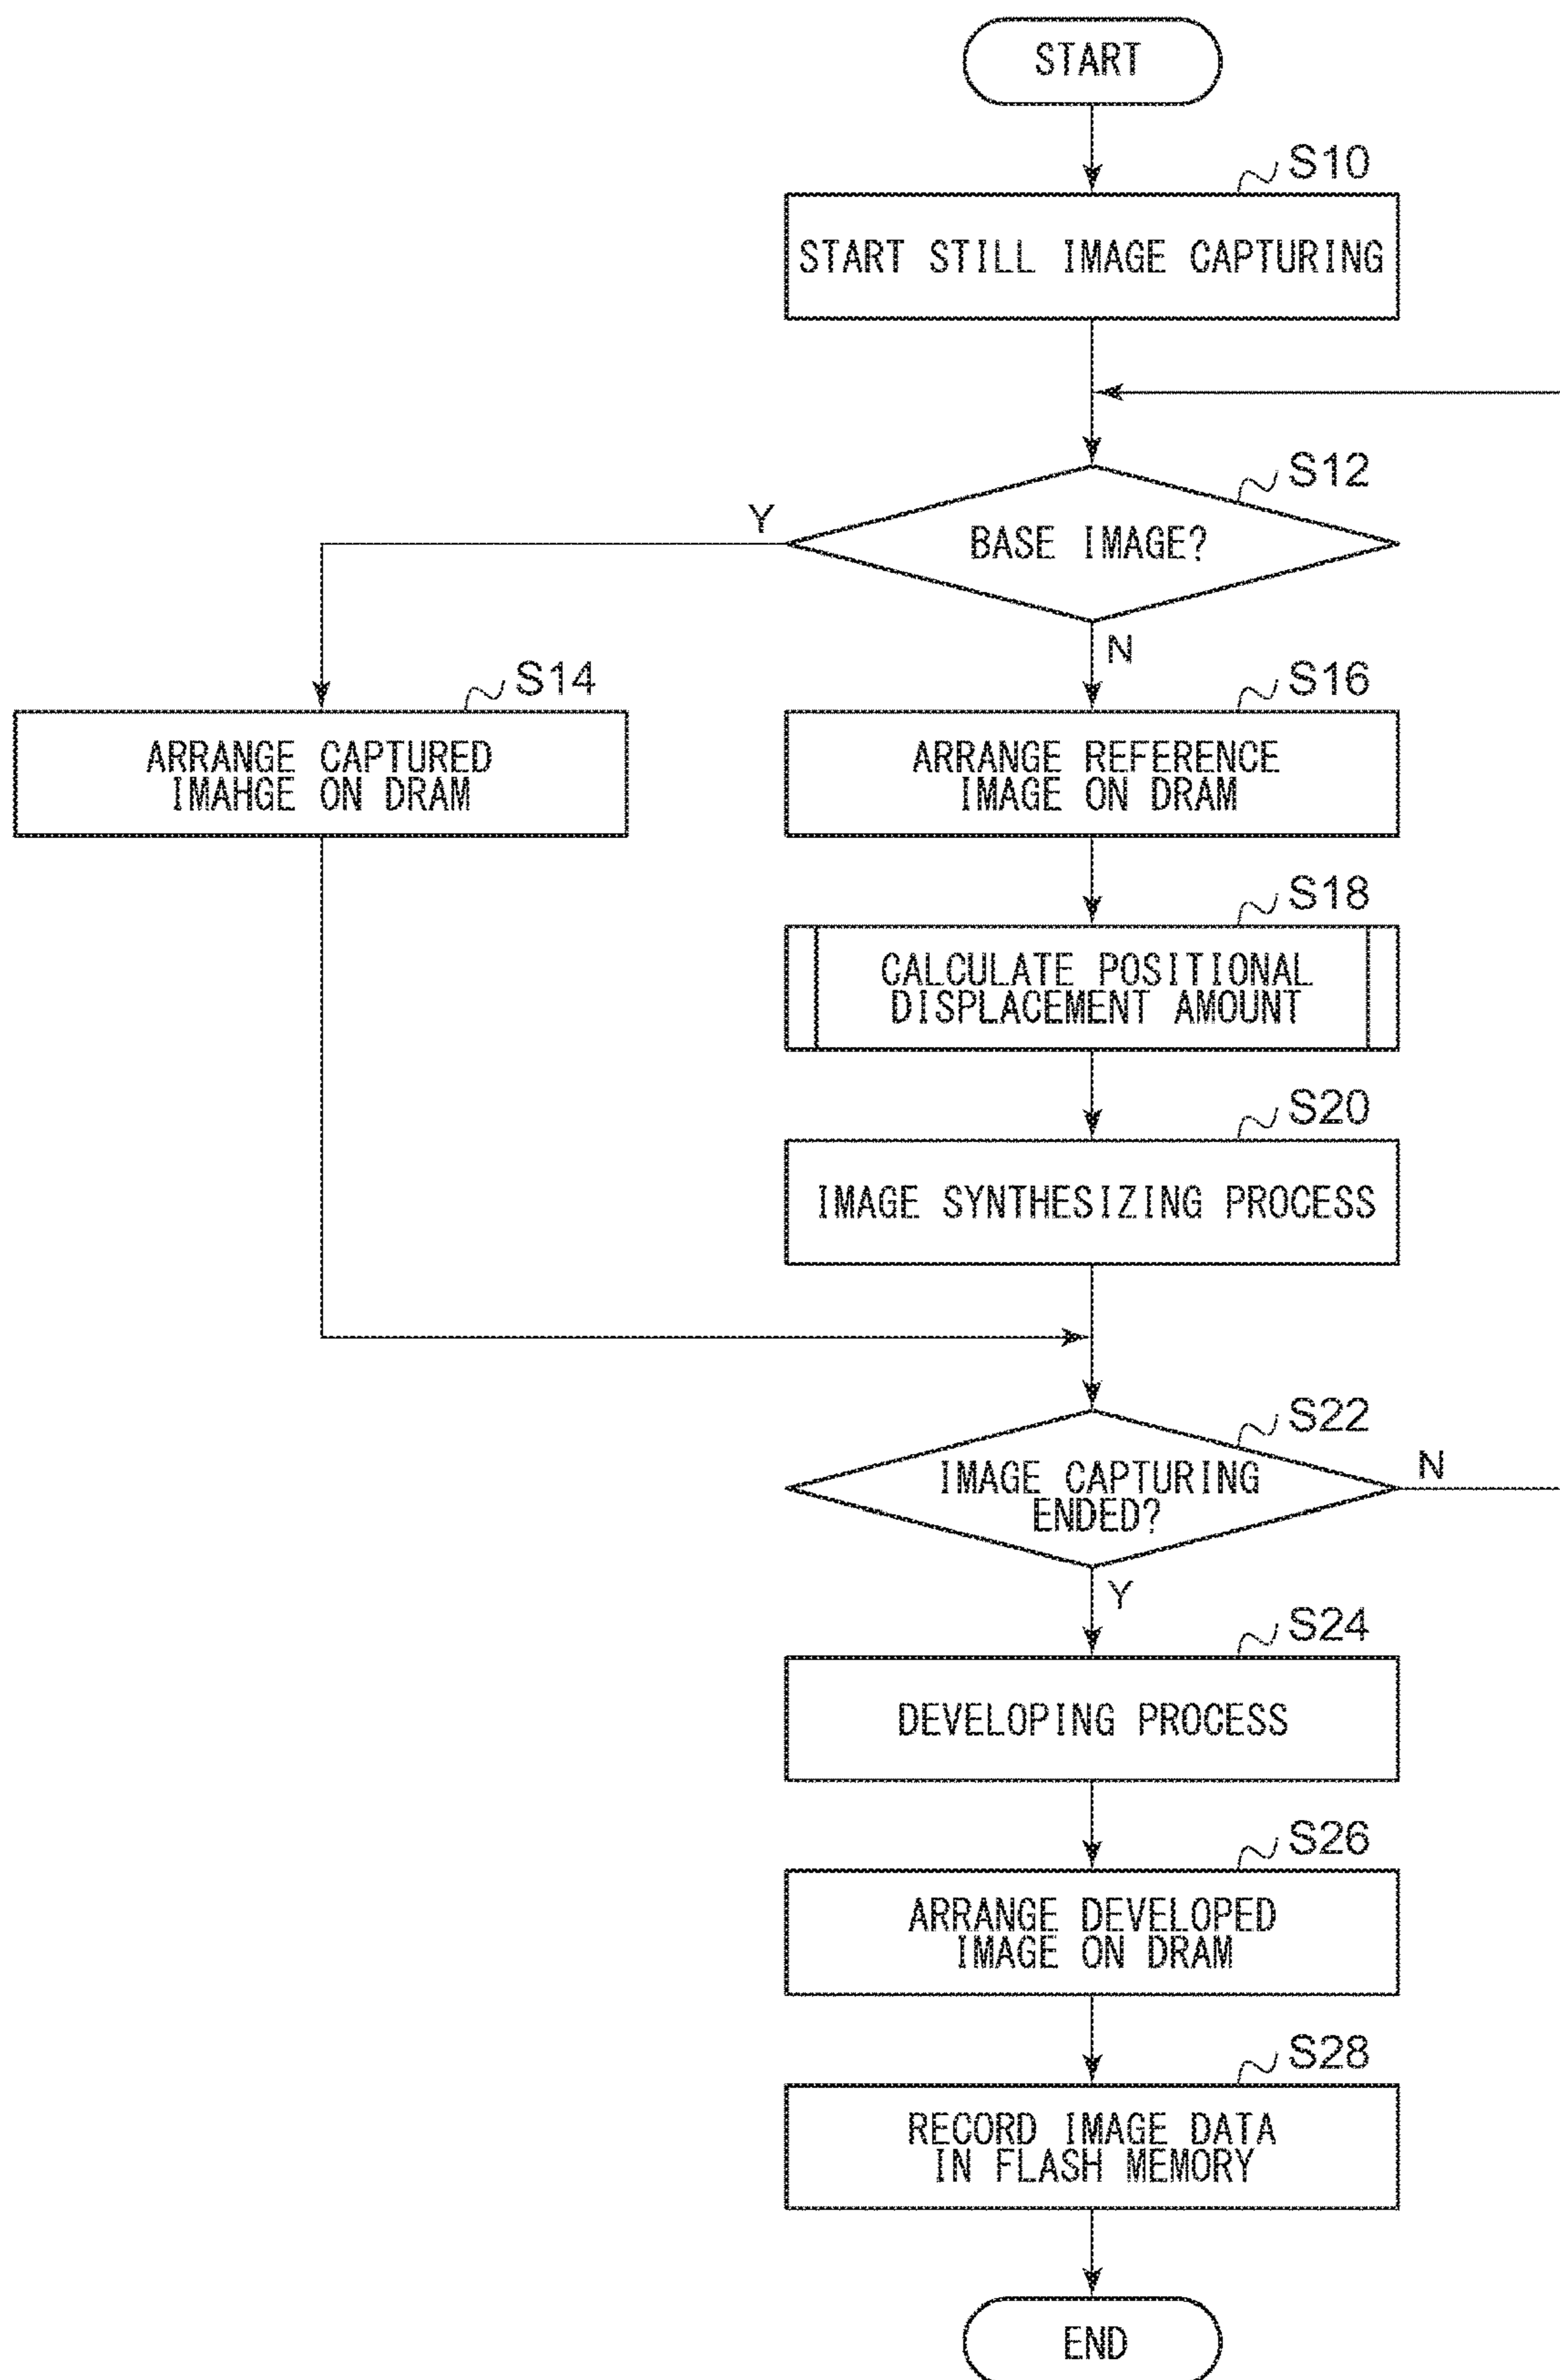 START
S10
START STILL IMAGE CAPTURING
S12
BASE IMAGE?
Y
N
S14
ARRANGE CAPTURED
IMAHGE ON DRAM
S16
ARRANGE REFERENCE
IMAGE ON DRAM
S18
CALCULATE POSITIONAL
DISPLACEMENT AMOUNT
S20
IMAGE SYNTHESIZING PROCESS
S22
IMAGE CAPTURING
ENDED?
N
Y
S24
DEVELOPING PROCESS
S26
ARRANGE DEVELOPED
IMAGE ON DRAM
S28
RECORD IMAGE DATA
IN FLASH MEMORY
END